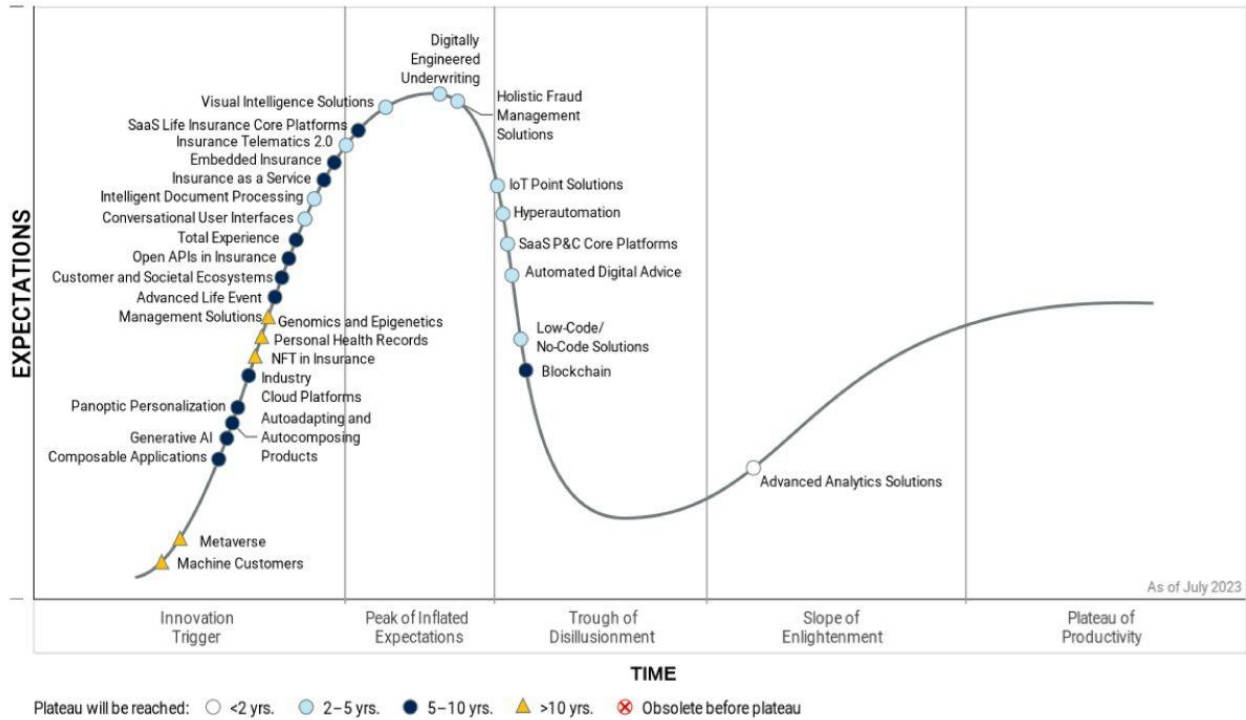 Digitally
Engineered
Underwriting
Visual Intelligence Solutions
Holistic Fraud
Management
Solutions
SaaS Life Insurance Core Platforms
Insurance Telematics 2.0
Embedded Insurance
Insurance as a Service
IoT Point Solutions
Intelligent Document Processing
Conversational User Interfaces
Hyperautomation
Total Experience
SaaS P&C Core Platforms
Open APIs in Insurance
Automated Digital Advice
Customer and Societal Ecosystems
Advanced Life Event
Management Solutions
Genomics and Epigenetics
Personal Health Records
Low-Code/
No-Code Solutions
NFT in Insurance
Blockchain
Industry
Cloud Platforms
Panoptic Personalization
Autoadapting and
Autocomposing
Products
Generative AI
Composable Applications
Advanced Analytics Solutions
Metaverse
Machine Customers
EXPECTATIONS
As of July 2023
Innovation
Trigger
Peak of Inflated
Expectations
Trough of
Disillusionment
Slope of
Enlightenment
Plateau of
Productivity
TIME
Plateau will be reached: <2 yrs. 2–5 yrs. 5–10 yrs. >10 yrs. Obsolete before plateau